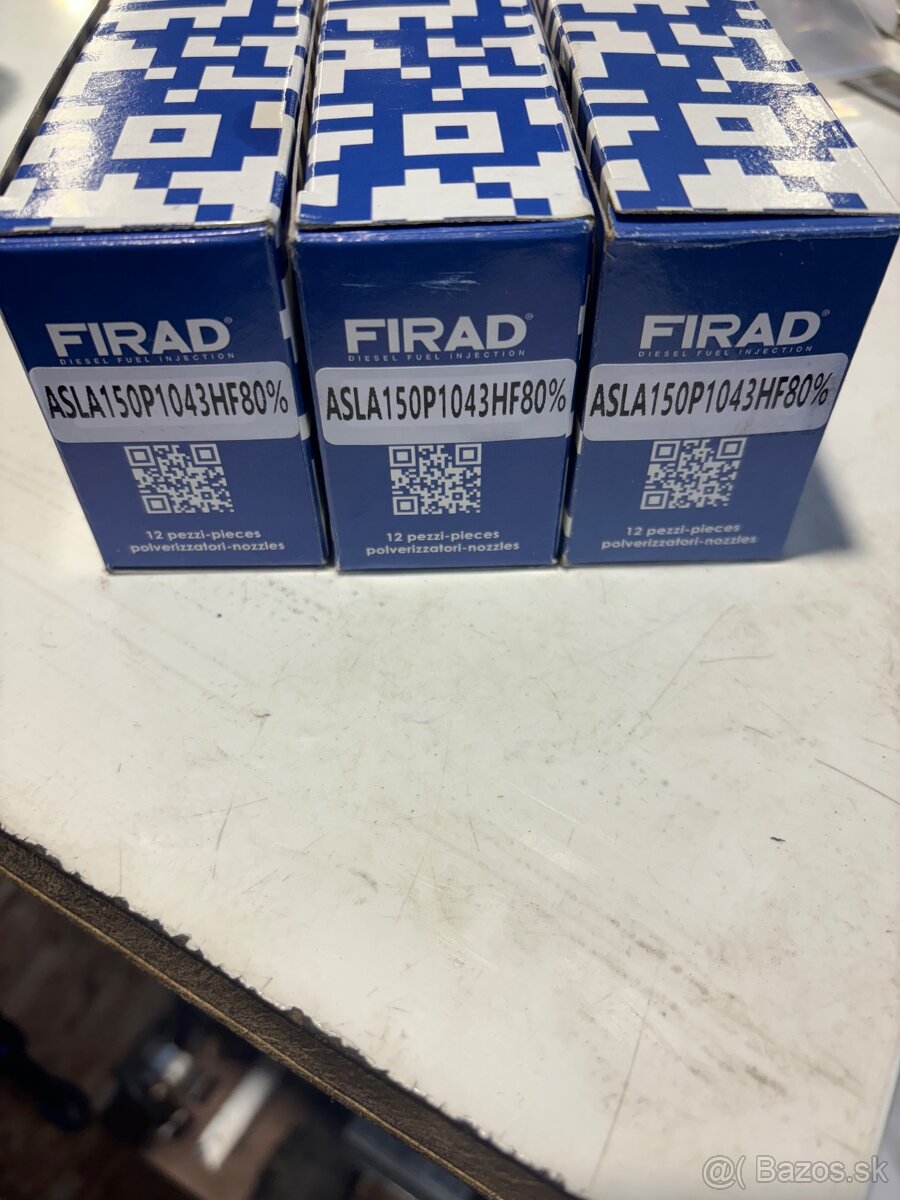 FIRAD®
DIESEL FUEL INJECTION
ASLA150P1043HF80%
12 pezzi-pieces
polverizzatori-nozzles
FIRAD®
DIESEL FUEL INJECTION
ASLA150P1043HF80%
12 pezzi-pieces
polverizzatori-nozzles
FIRAD®
DIESEL FUEL INJECTION
ASLA150P1043HF80%
12 pezzi-pieces
polverizzatori-nozzles
@( Bazos.sk